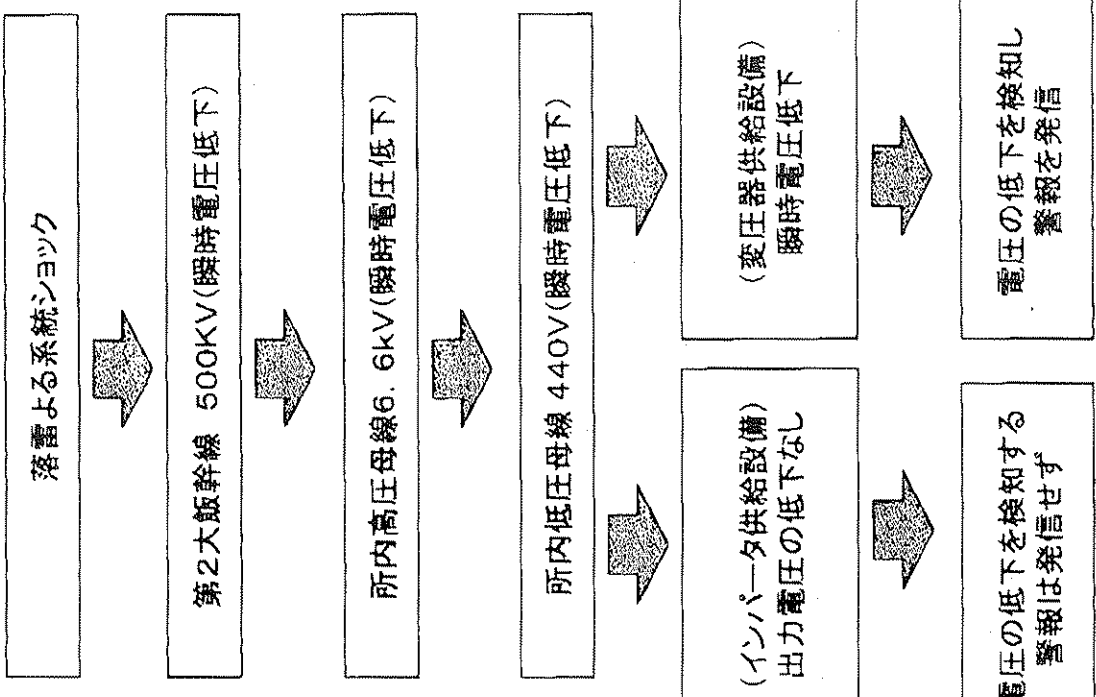 落雷よる系統ショック
第2大飯幹線 500KV(瞬時電圧低下)
所内高圧母線6. 6kV(瞬時電圧低下)
所内低圧母線 440V(瞬時電圧低下)
(インバータ供給設備)
出力電圧の低下なし
(変圧器供給設備)
瞬時電圧低下
電圧の低下を検知する
警報は発信せず
電圧の低下を検知し
警報を発信